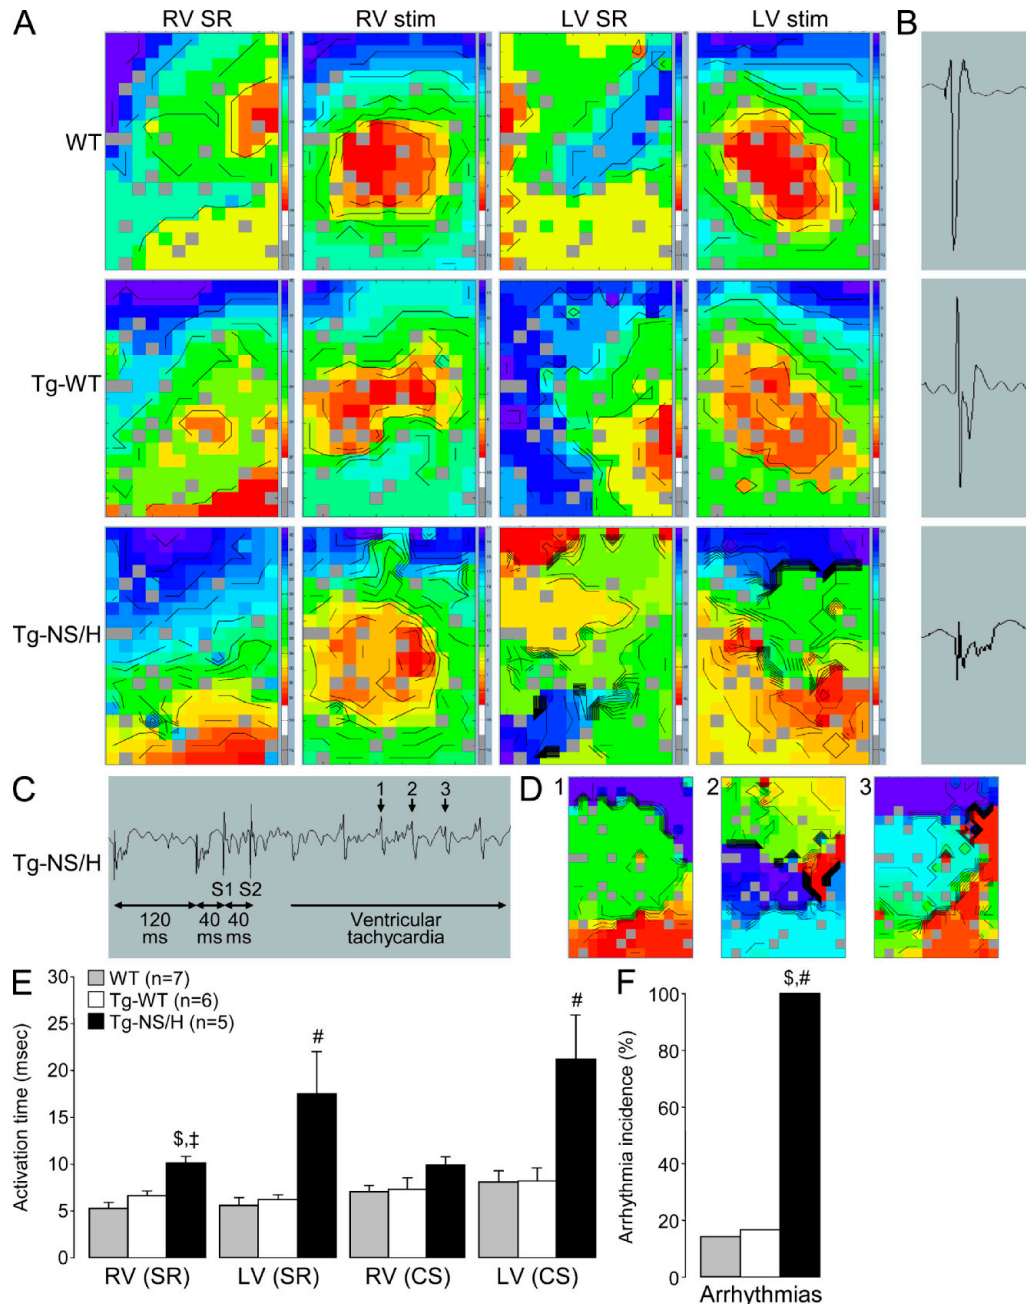 A
RV SR
RV stim
LV SR
LV stim
B
WT
Tg-WT
Tg-NS/H
C
D
1
2
3
1
2
3
Tg-NS/H
S1 S2
120 ms
40 ms
40 ms
Ventricular
tachycardia
E
F
30
25
20
15
10
5
0
Activation time (msec)
WT (n=7)
Tg-WT (n=6)
Tg-NS/H (n=5)
$,‡
#
#
RV (SR)
LV (SR)
RV (CS)
LV (CS)
100
80
60
40
20
0
Arrhythmia incidence (%)
$,#
Arrhythmias